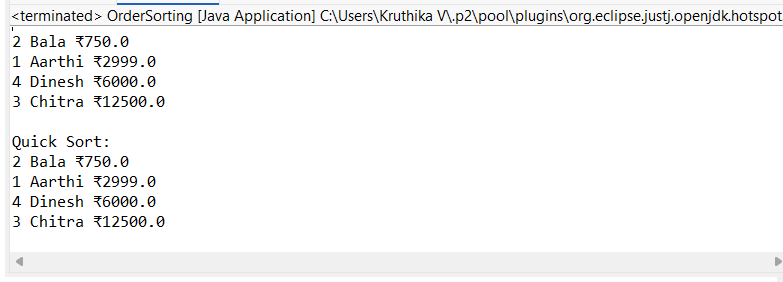 <terminated> OrderSorting [Java Application] C:\Users\Kruthika V\.p2\pool\plugins\org.eclipse.justj.openjdk.hotspot
2 Bala ₹750.0
1 Aarthi ₹2999.0
4 Dinesh ₹6000.0
3 Chitra ₹12500.0

Quick Sort:
2 Bala ₹750.0
1 Aarthi ₹2999.0
4 Dinesh ₹6000.0
3 Chitra ₹12500.0